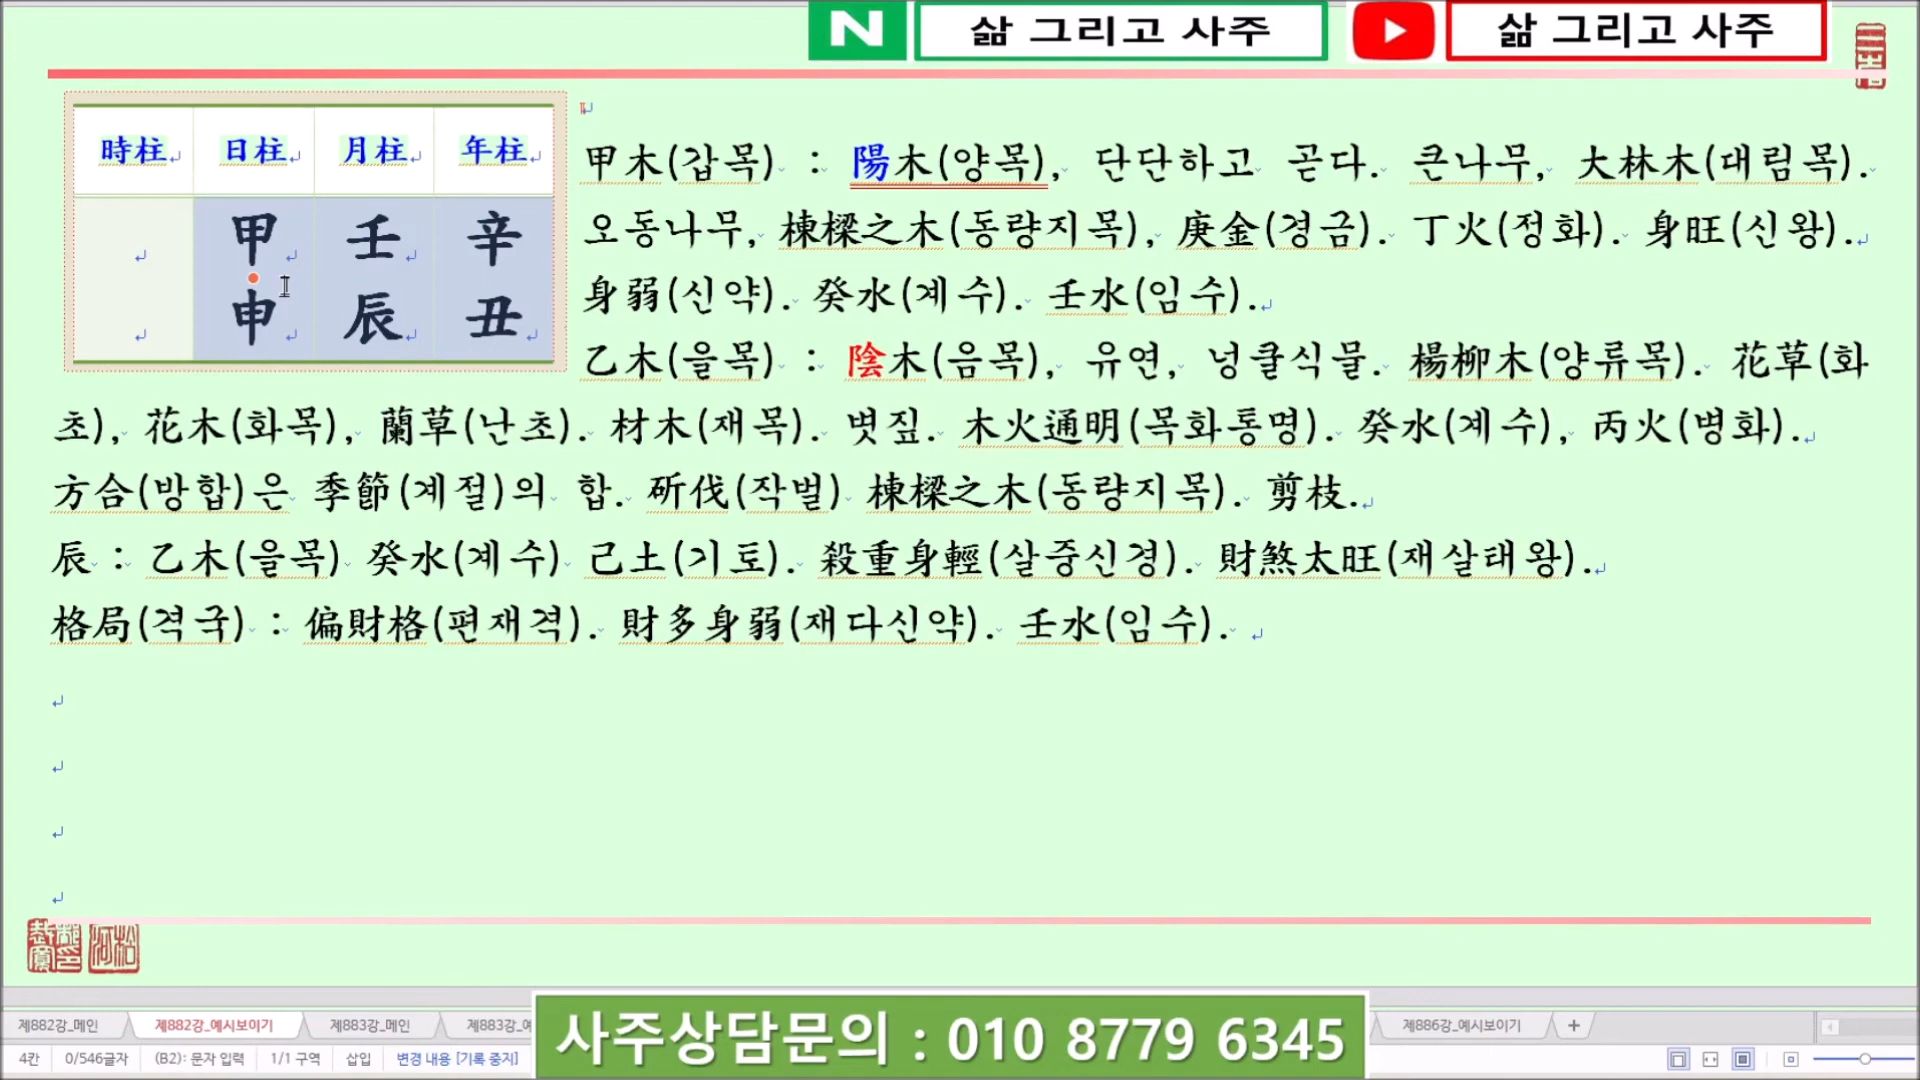 N 삶 그리고 사주 삶 그리고 사주
時柱 日柱 月柱 年柱
甲 壬 辛
申 辰 丑
甲木(갑목) : 陽木(양목), 단단하고 곧다. 큰나무, 大林木(대림목).
오동나무, 棟樑之木(동량지목), 庚金(경금). 丁火(정화). 身旺(신왕).
身弱(신약). 癸水(계수). 壬水(임수).
乙木(을목) : 陰木(음목), 유연, 넝쿨식물. 楊柳木(양류목). 花草(화
초), 花木(화목), 蘭草(난초). 材木(재목). 볏짚. 木火通明(목화통명). 癸水(계수), 丙火(병화).
方合(방합)은 季節(계절)의 합. 斫伐(작벌) 棟樑之木(동량지목). 剪枝.
辰 : 乙木(을목) 癸水(계수) 己土(기토). 殺重身輕(살중신경). 財煞太旺(재살태왕).
格局(격국) : 偏財格(편재격). 財多身弱(재다신약). 壬水(임수).
제882강_메인 제882강_예시보이기 제883강_메인 제883강_예 제886강_예시보이기 +
사주상담문의 : 010 8779 6345
4칸 0/546글자 (B2): 문자 입력 1/1 구역 삽입 변경 내용 [기록 중지]